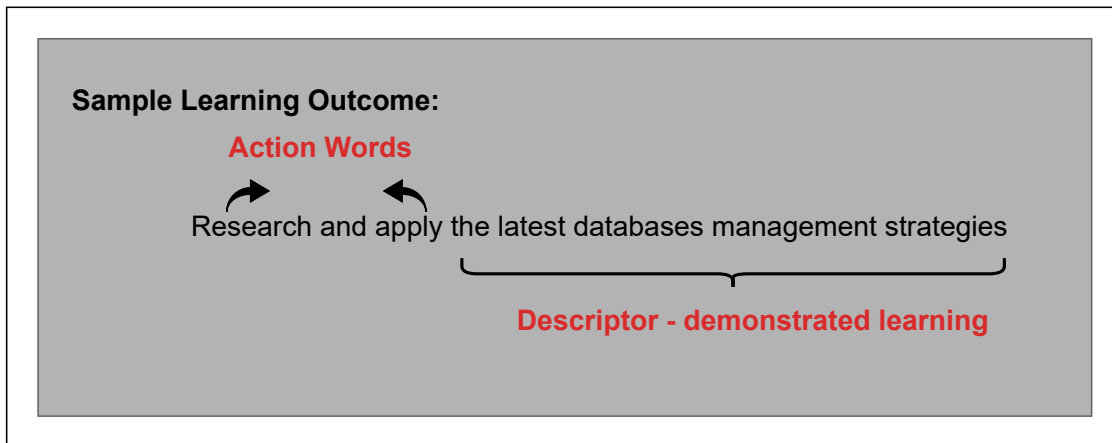 Sample Learning Outcome:
Action Words
Research and apply the latest databases management strategies
Descriptor - demonstrated learning